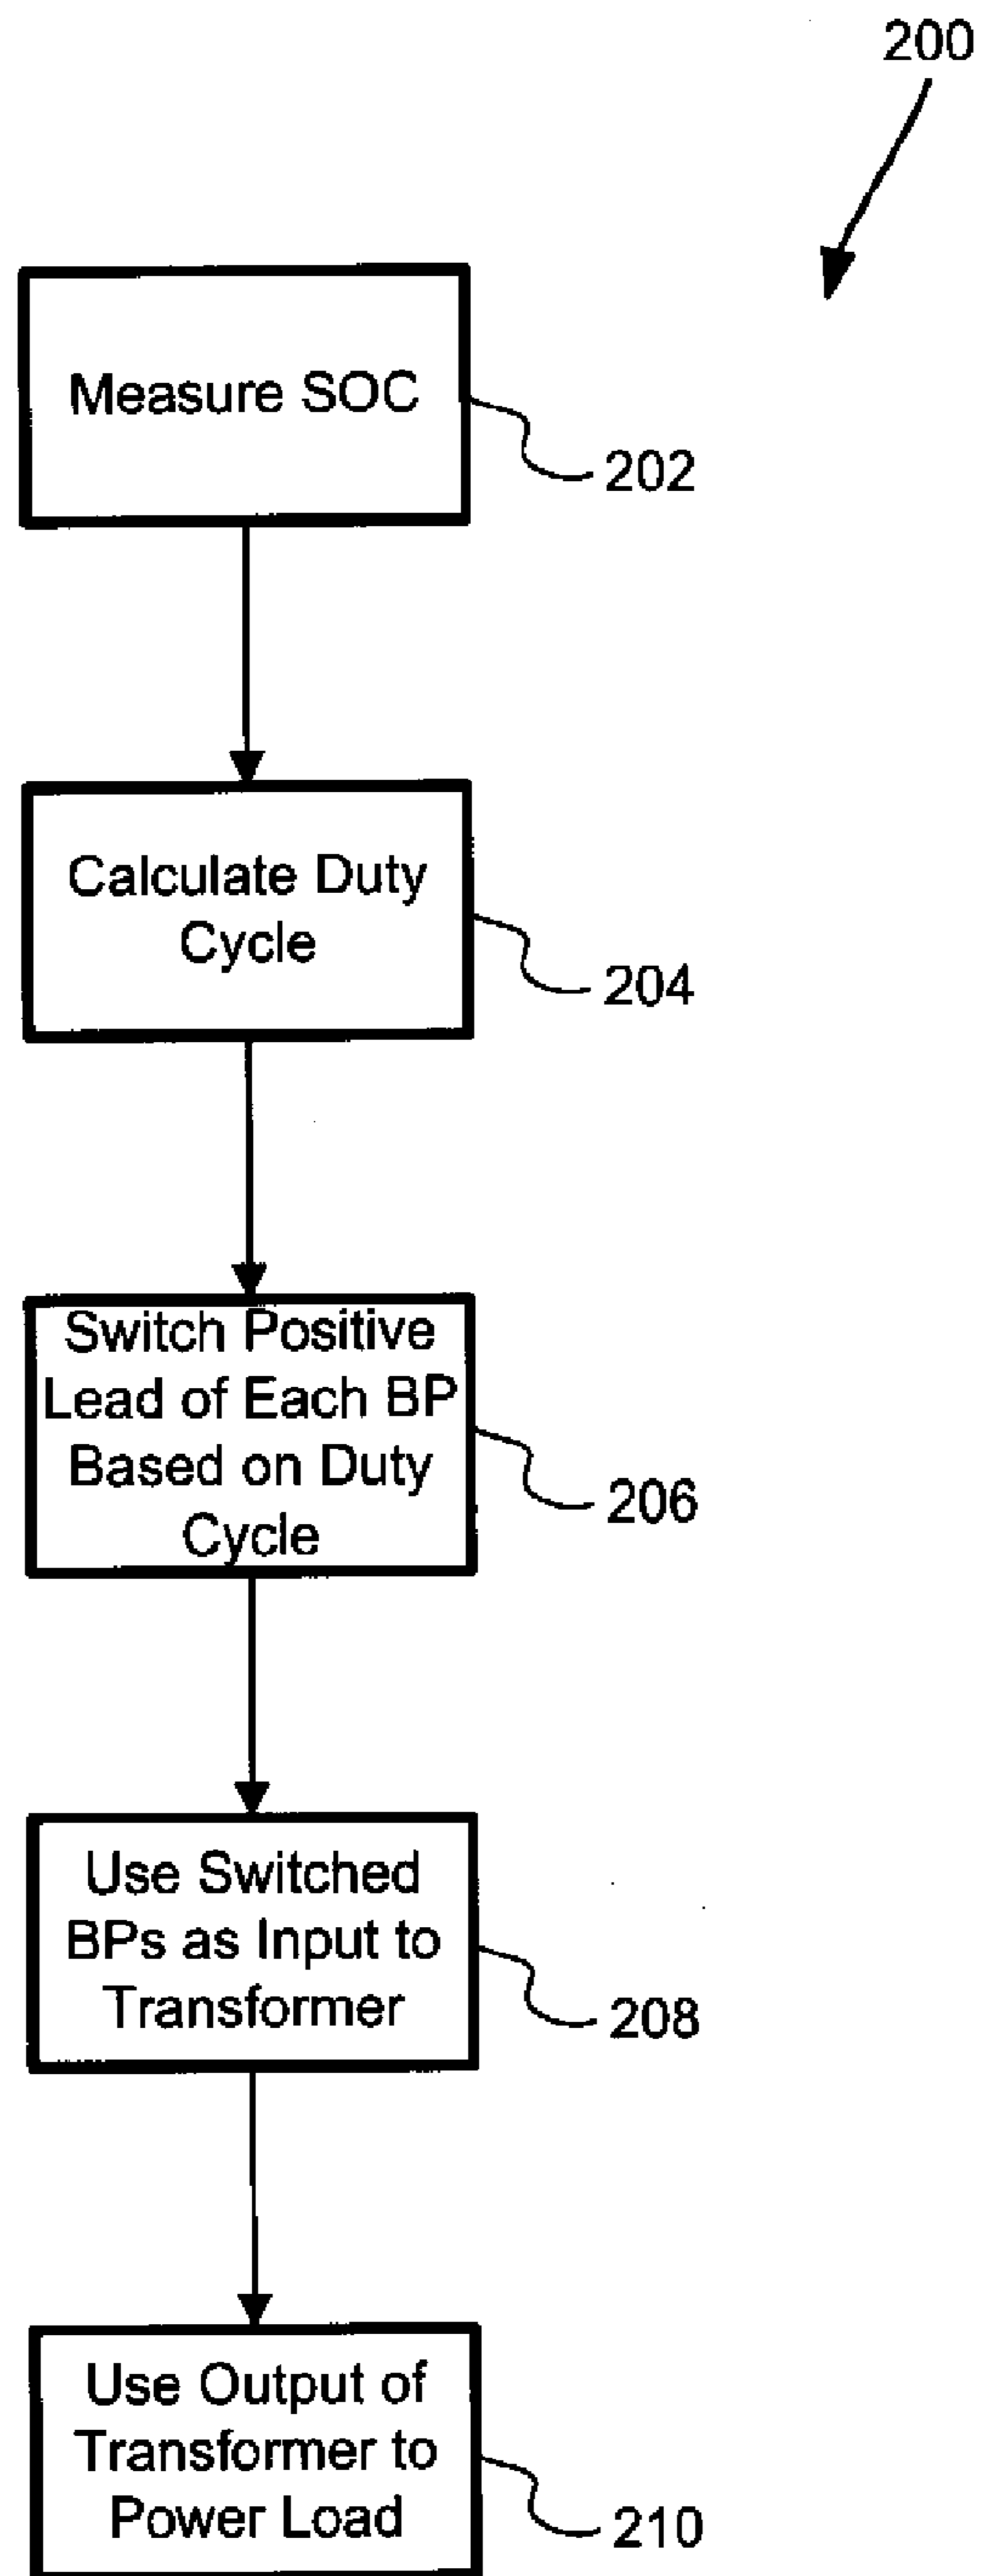 200
Measure SOC
202
Calculate Duty
Cycle
204
Switch Positive
Lead of Each BP
Based on Duty
Cycle
206
Use Switched
BPs as Input to
Transformer
208
Use Output of
Transformer to
Power Load
210